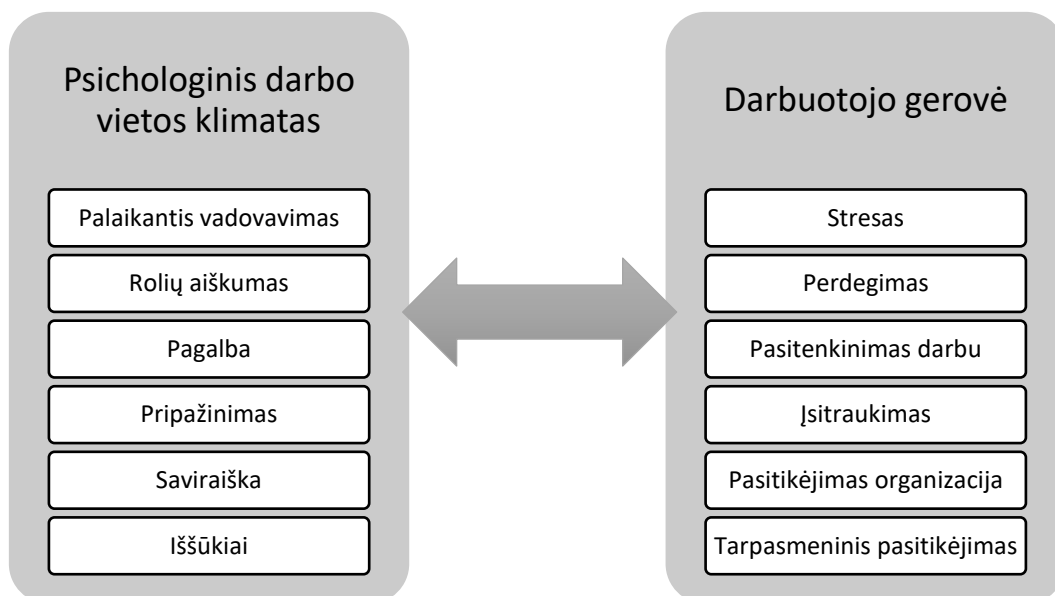 Psichologinis darbo
vietos klimatas
Palaikantis vadovavimas
Rolių aiškumas
Pagalba
Pripažinimas
Saviraiška
Iššūkiai
Darbuotojo gerovė
Stresas
Perdegimas
Pasitenkinimas darbu
Įsitraukimas
Pasitikėjimas organizacija
Tarpasmeninis pasitikėjimas